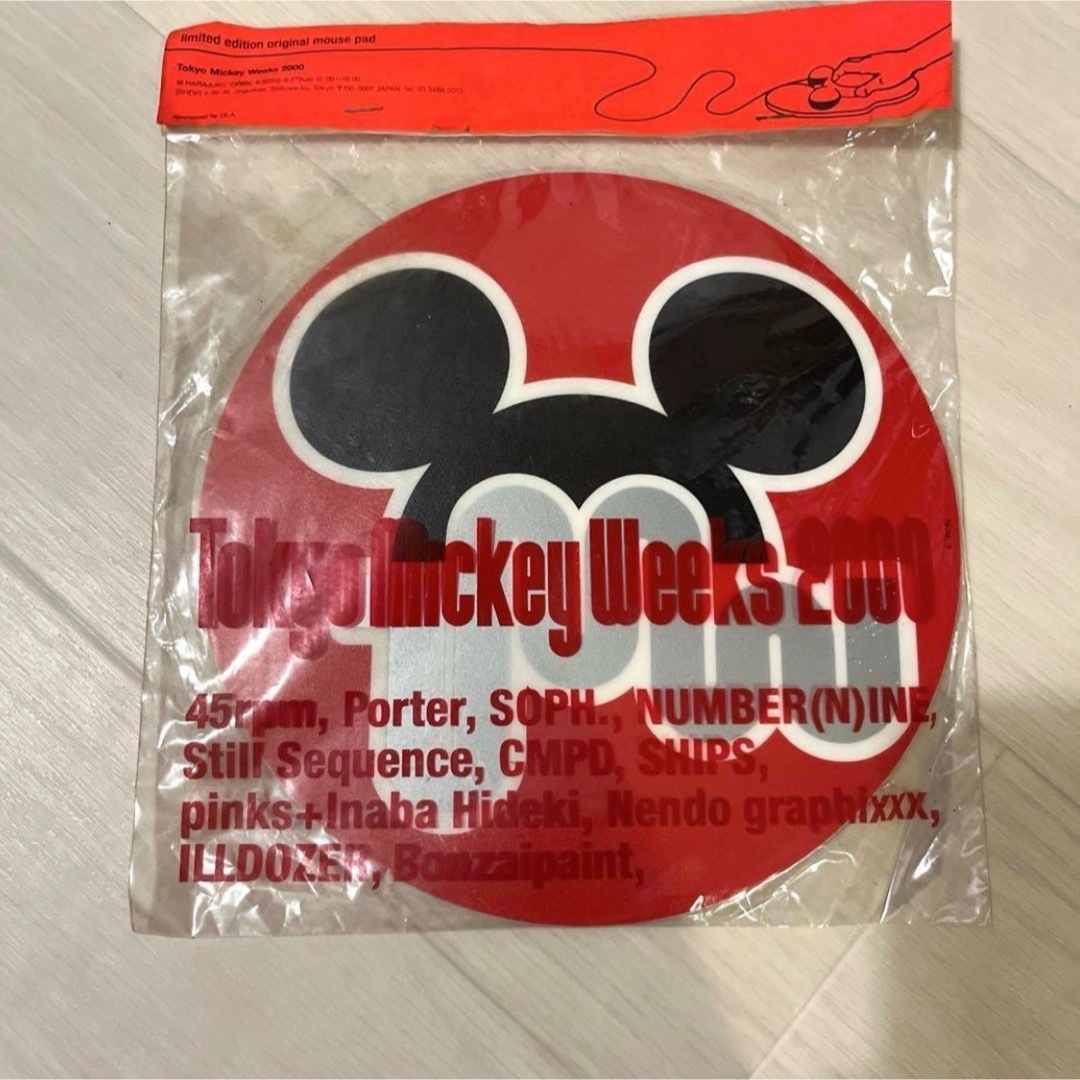 limited edition original mouse pad
Tokyo Mickey Weeks 2000
Tokyo Mickey Weeks 2000
45rpm, Porter, SOPH., NUMBER(N)INE,
Still Sequence, CMPD, SHIPS,
pinks+Inaba Hideki, Nendo graphixxx,
ILLDOZER, Bonzaipaint,